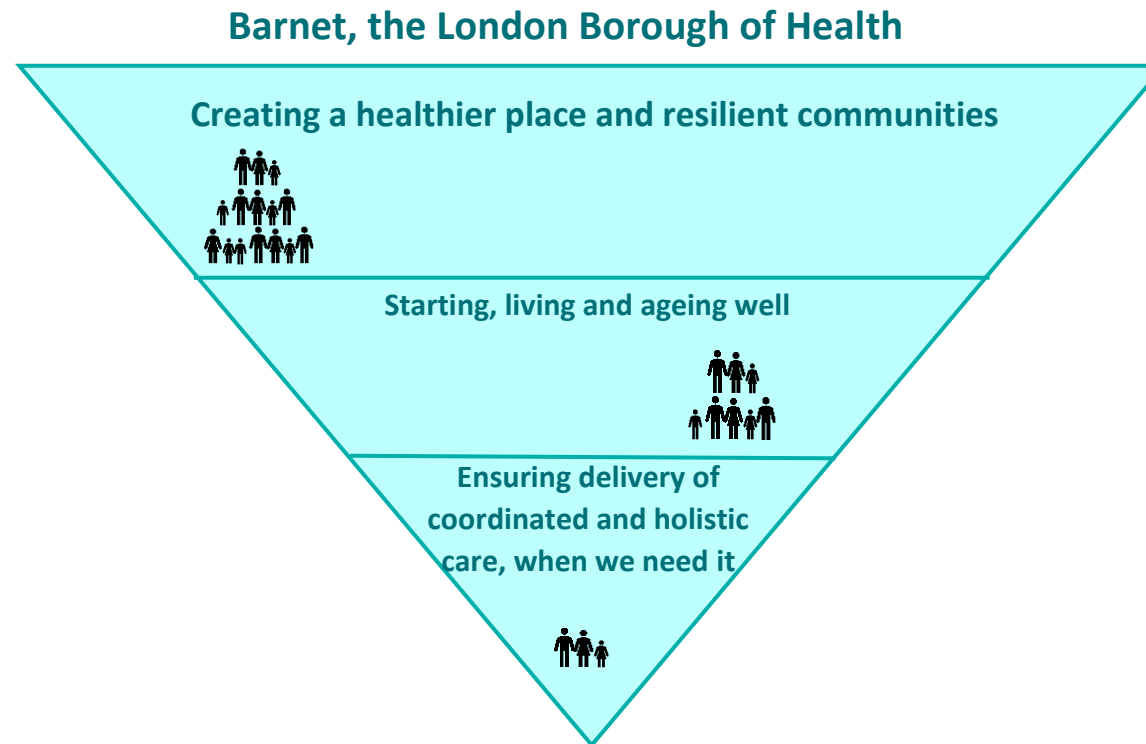 Barnet, the London Borough of Health
Creating a healthier place and resilient communities
Starting, living and ageing well
Ensuring delivery of
coordinated and holistic
care, when we need it